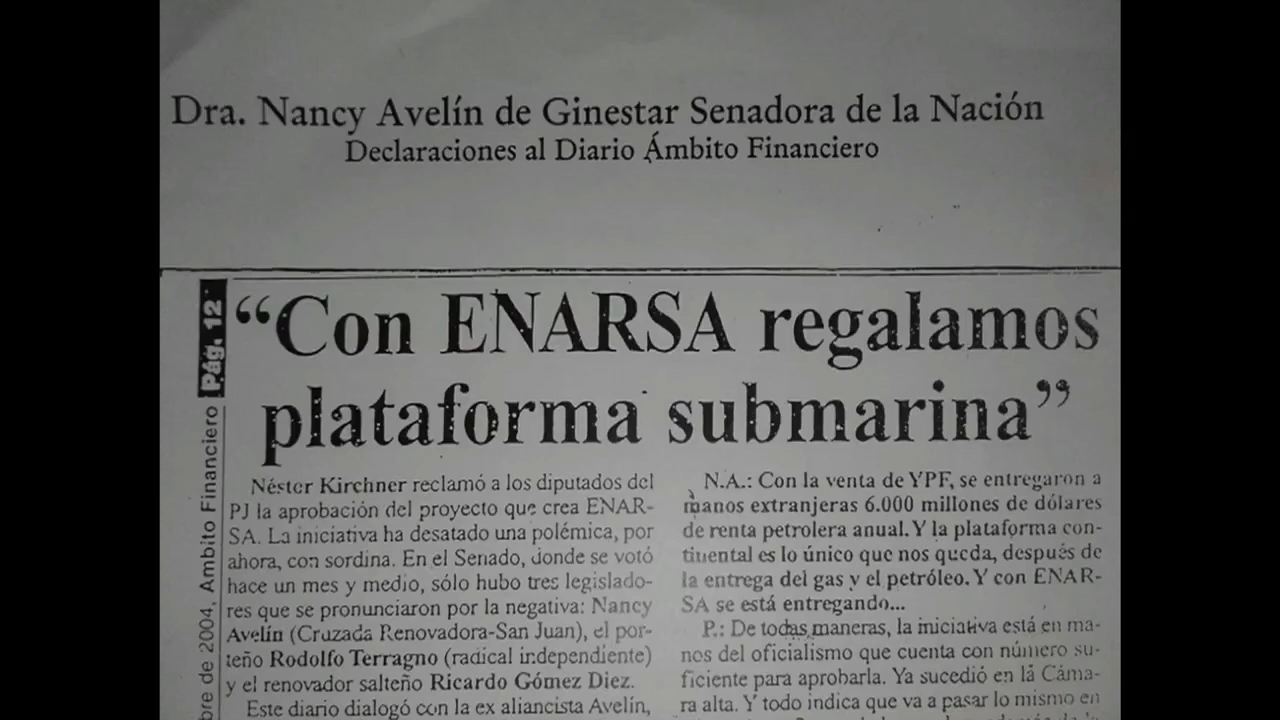 Dra. Nancy Avelín de Ginestar Senadora de la Nación
Declaraciones al Diario Ámbito Financiero
Pág. 12
bre de 2004, Ambito Financiero
“Con ENARSA regalamos
plataforma submarina”
Néster Kirchner reclamó a los diputados del
PJ la aprobación del proyecto que crea ENAR-
SA. La iniciativa ha desatado una polémica, por
ahora, con sordina. En el Senado, donde se votó
hace un mes y medio, sólo hubo tres legislado-
res que se pronunciaron por la negativa: Nancy
Avelín (Cruzada Renovadora-San Juan), el por-
teño Rodolfo Terragno (radical independiente)
y el renovador salteño Ricardo Gómez Diez.
Este diario dialogó con la ex aliancista Avelín,
N.A.: Con la venta de YPF, se entregaron a
manos extranjeras 6.000 millones de dólares
de renta petrolera anual. Y la plataforma con-
tinental es lo único que nos queda, después de
la entrega del gas y el petróleo. Y con ENAR-
SA se está entregando...
P.: De todas maneras, la iniciativa está en ma-
nos del oficialismo que cuenta con número su-
ficiente para aprobarla. Ya sucedió en la Cáma-
ra alta. Y todo indica que va a pasar lo mismo en